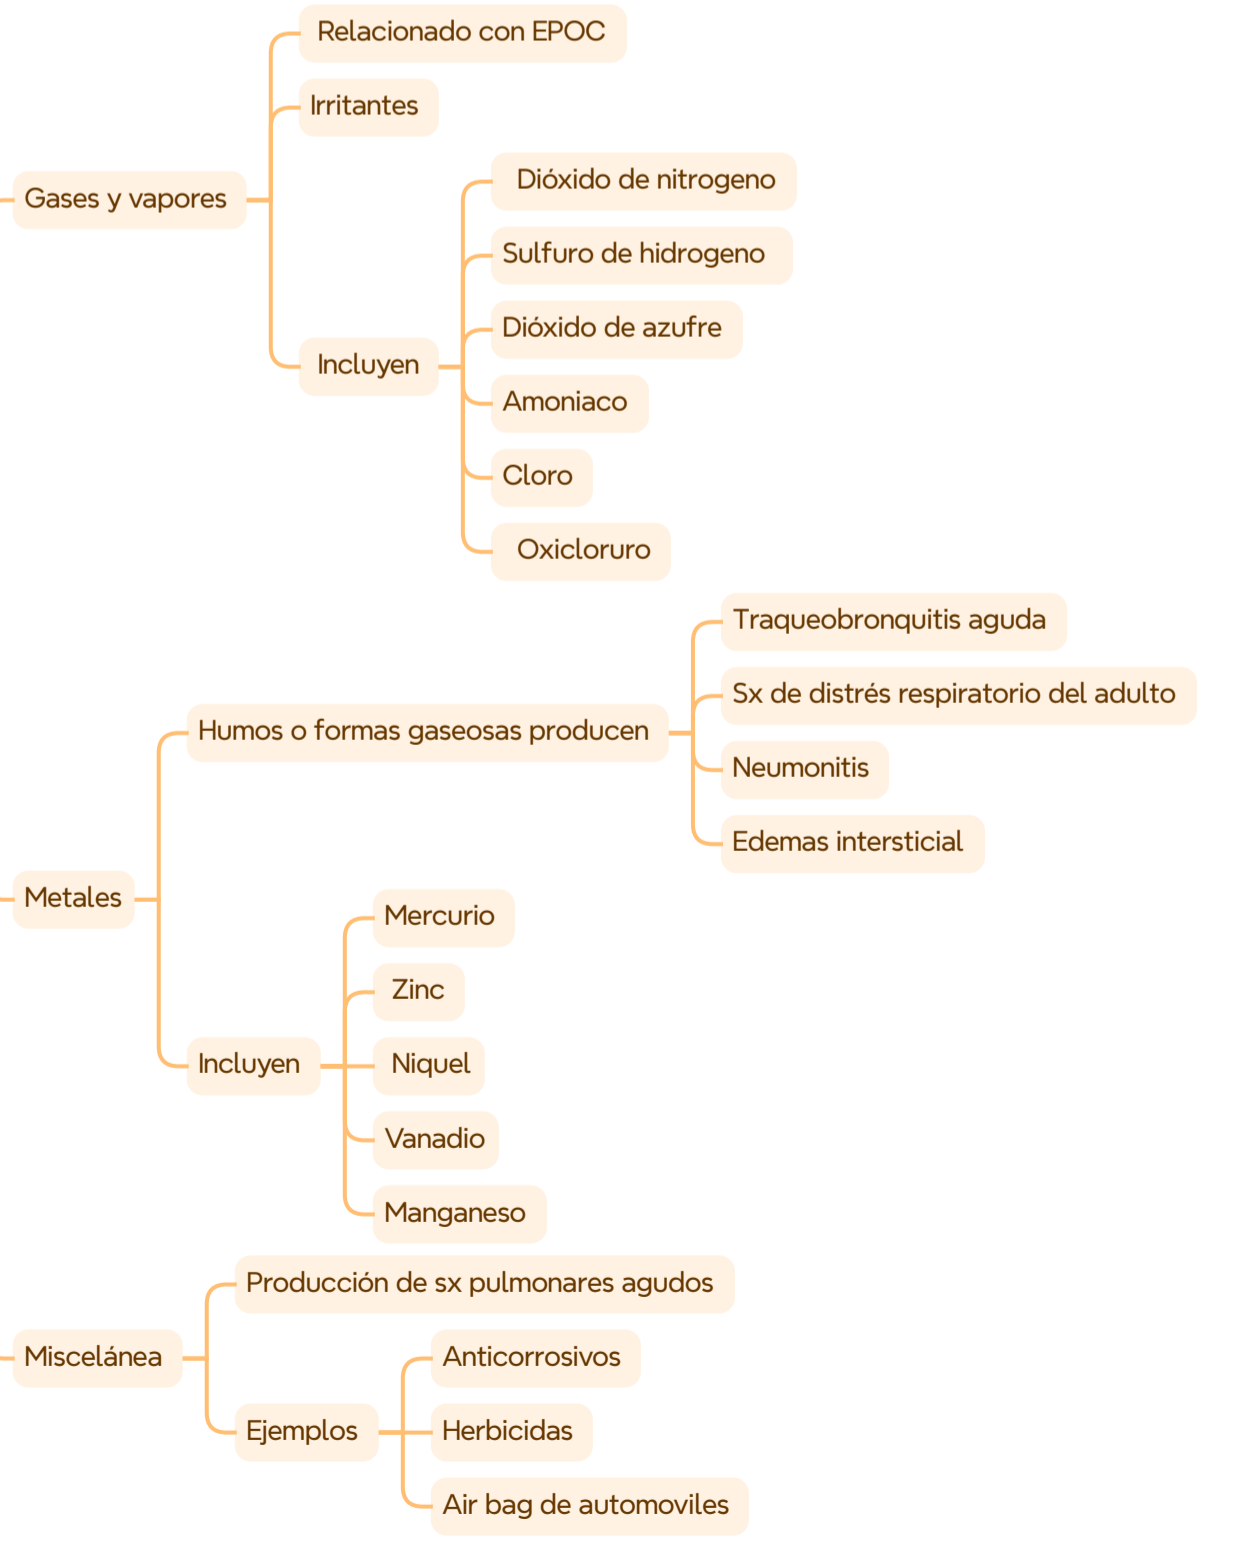 Relacionado con EPOC
Irritantes
Gases y vapores
Incluyen
Dióxido de nitrogeno
Sulfuro de hidrogeno
Dióxido de azufre
Amoniaco
Cloro
Oxicloruro
Metales
Humos o formas gaseosas producen
Traqueobronquitis aguda
Sx de distrés respiratorio del adulto
Neumonitis
Edemas intersticial
Incluyen
Mercurio
Zinc
Niquel
Vanadio
Manganeso
Miscelánea
Producción de sx pulmonares agudos
Ejemplos
Anticorrosivos
Herbicidas
Air bag de automoviles